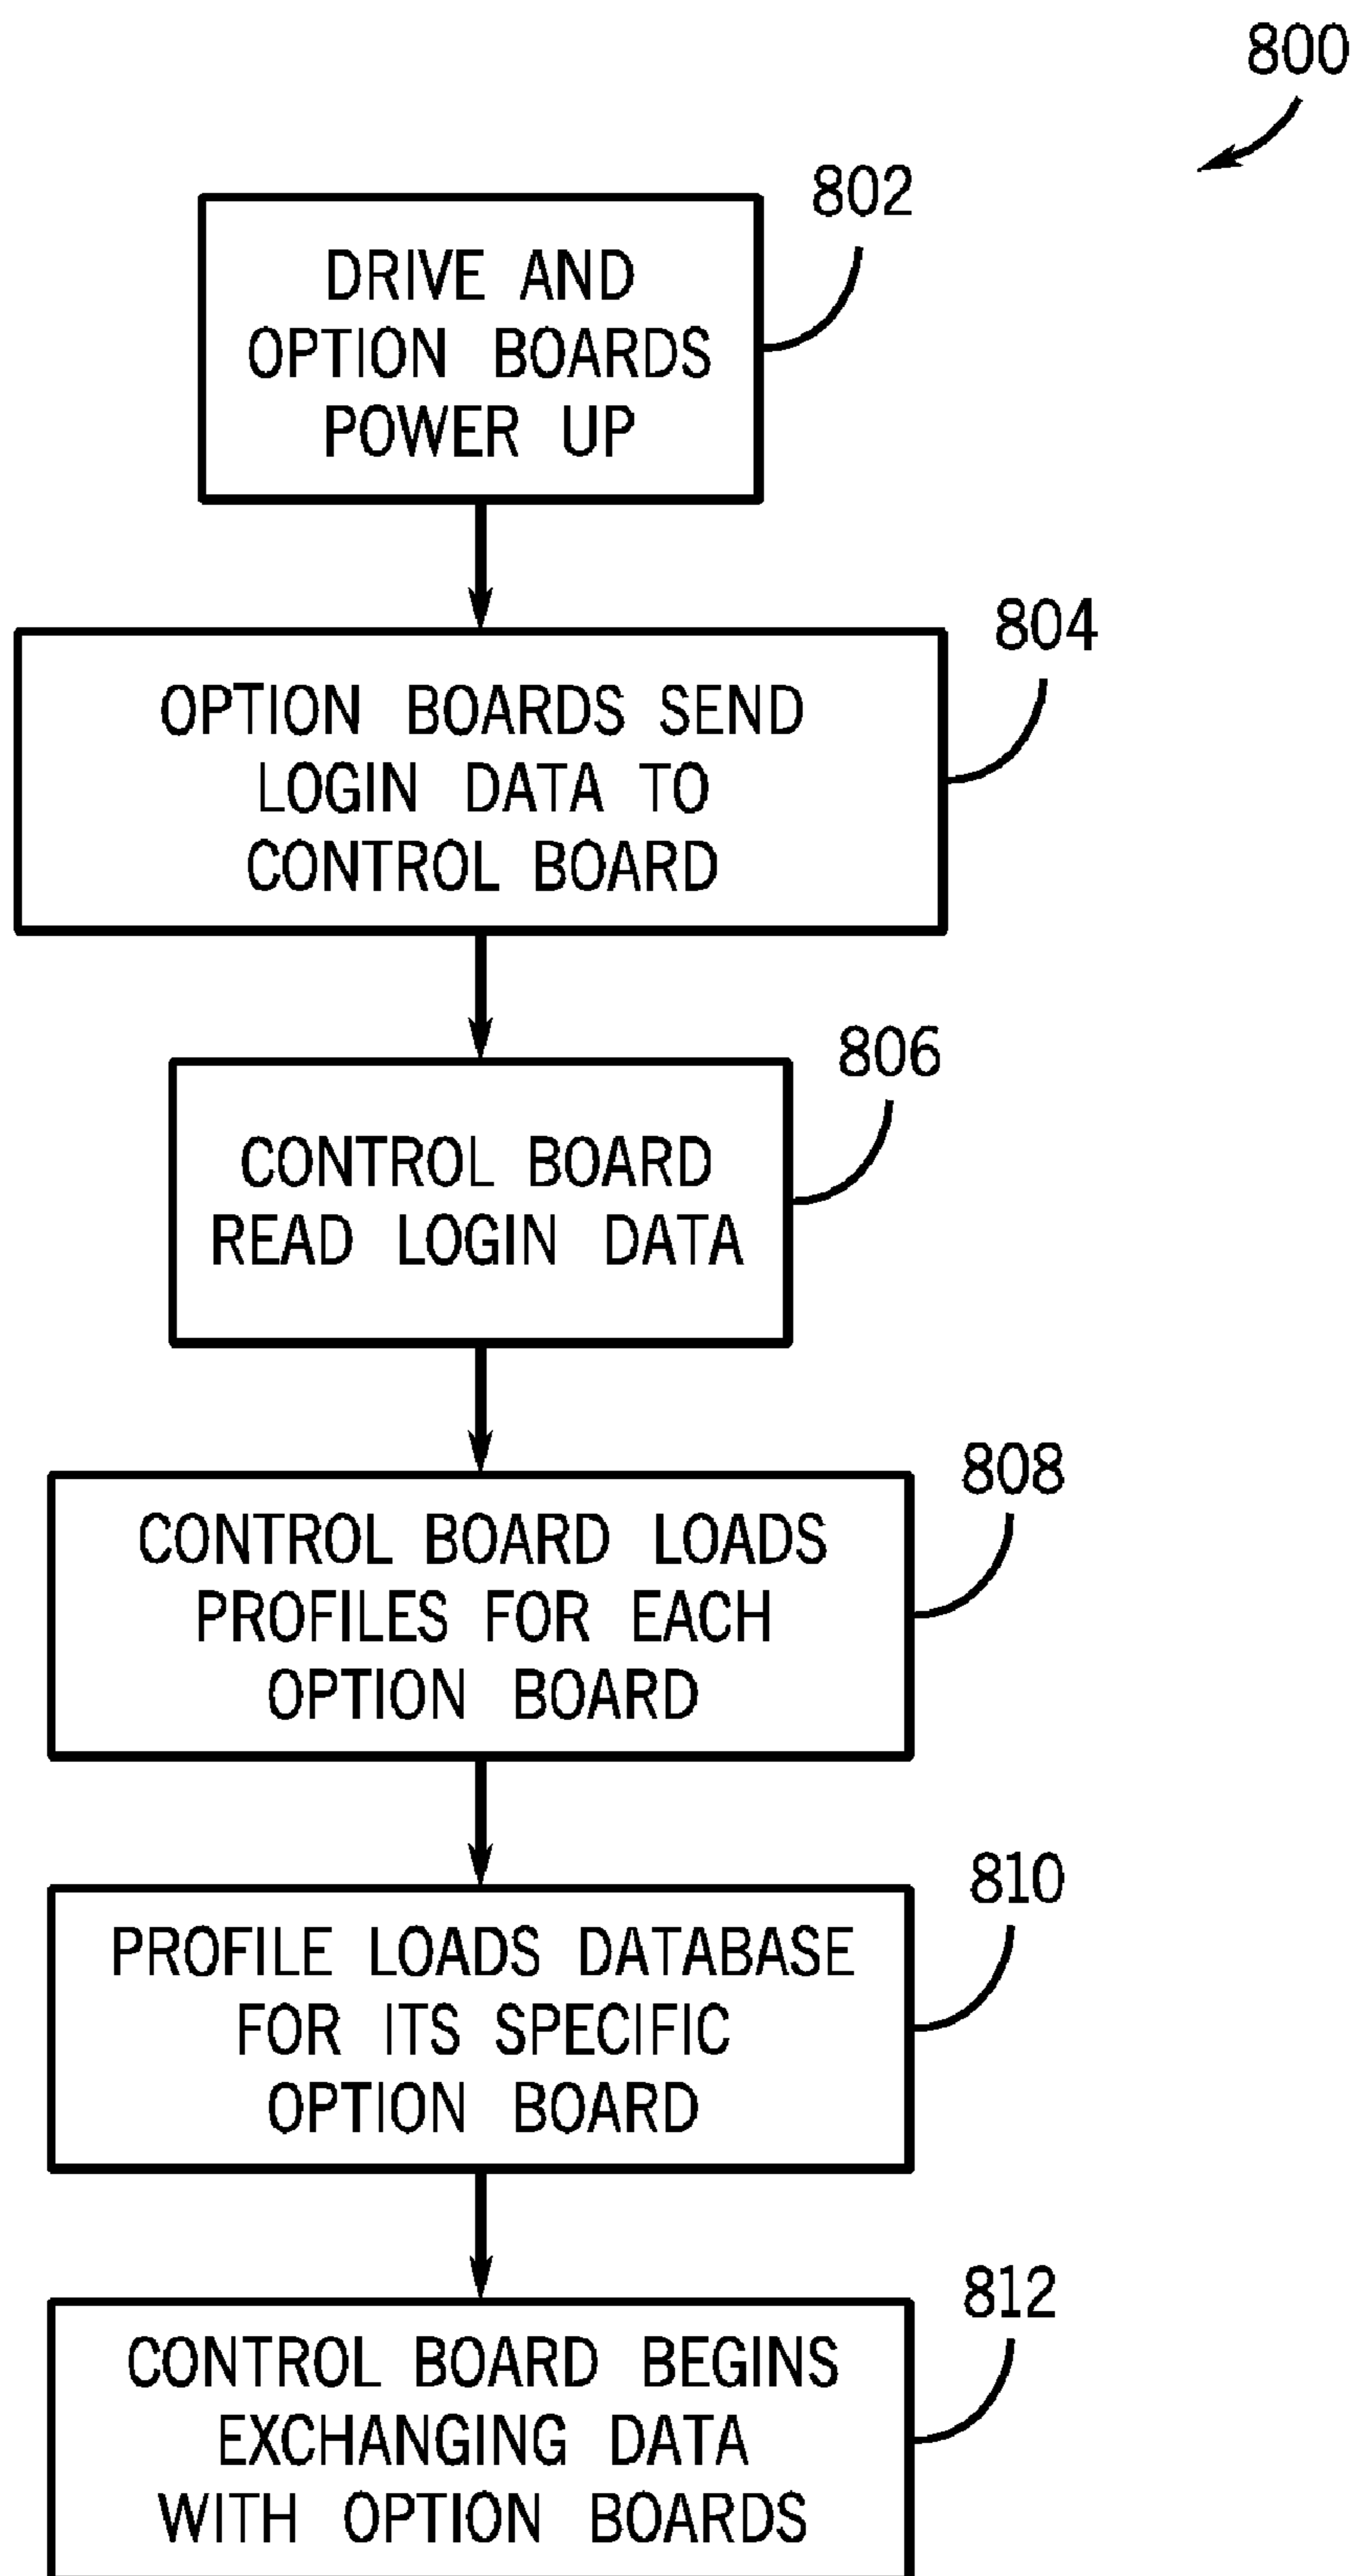 800
802
DRIVE AND
OPTION BOARDS
POWER UP
804
OPTION BOARDS SEND
LOGIN DATA TO
CONTROL BOARD
806
CONTROL BOARD
READ LOGIN DATA
808
CONTROL BOARD LOADS
PROFILES FOR EACH
OPTION BOARD
810
PROFILE LOADS DATABASE
FOR ITS SPECIFIC
OPTION BOARD
812
CONTROL BOARD BEGINS
EXCHANGING DATA
WITH OPTION BOARDS